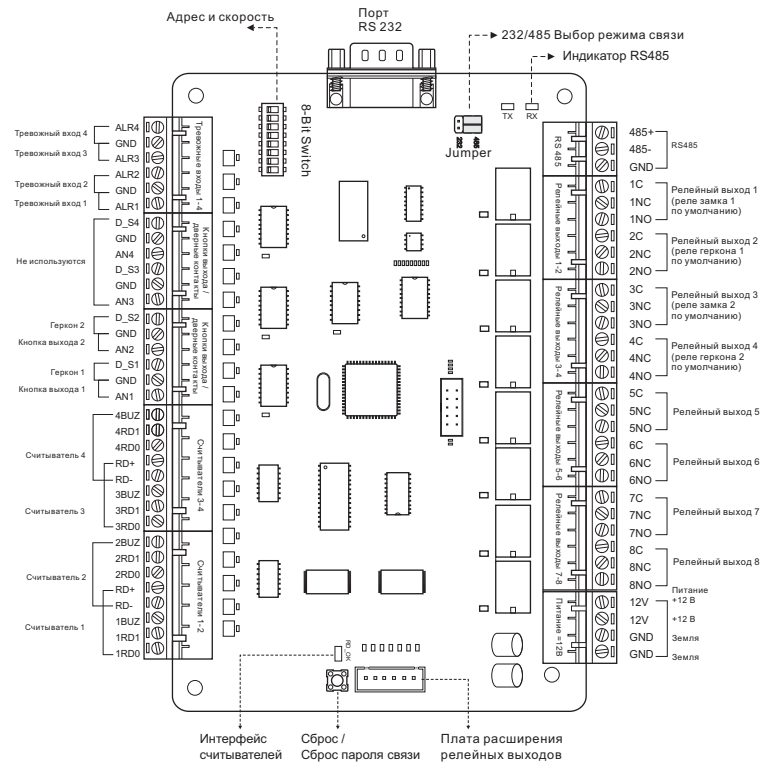 Адрес и скорость
Порт
RS 232
232/485 Выбор режима связи
Индикатор RS485
8-Bit Switch
TX
RX
232
485
Jumper
Тревожный вход 4
Тревожный вход 3
Тревожный вход 2
Тревожный вход 1
Не используются
Геркон 2
Кнопка выхода 2
Геркон 1
Кнопка выхода 1
Считыватель 4
Считыватель 3
Считыватель 2
Считыватель 1
ALR4
GND
ALR3
ALR2
GND
ALR1
D_S4
GND
AN4
D_S3
GND
AN3
D_S2
GND
AN2
D_S1
GND
AN1
4BUZ
4RD1
4RD0
RD+
RD-
3BUZ
3RD1
3RD0
2BUZ
2RD1
2RD0
RD+
RD-
1BUZ
1RD1
1RD0
Тревожные входы 1-4
Кнопки выхода /
дверные контакты
Кнопки выхода /
дверные контакты
Считыватели 3-4
Считыватели 1-2
RS 485
Релейные выходы 1-2
Релейные выходы 3-4
Релейные выходы 5-6
Релейные выходы 7-8
Питание =12В
485+
485-
GND
1C
1NC
1NO
2C
2NC
2NO
3C
3NC
3NO
4C
4NC
4NO
5C
5NC
5NO
6C
6NC
6NO
7C
7NC
7NO
8C
8NC
8NO
12V
12V
GND
GND
RS485
Релейный выход 1
(реле замка 1
по умолчанию)
Релейный выход 2
(реле геркона 1
по умолчанию)
Релейный выход 3
(реле замка 2
по умолчанию)
Релейный выход 4
(реле геркона 2
по умолчанию)
Релейный выход 5
Релейный выход 6
Релейный выход 7
Релейный выход 8
Питание
+12 В
+12 В
Земля
Земля
RD_OK
Интерфейс
считывателей
Сброс /
Сброс пароля связи
Плата расширения
релейных выходов